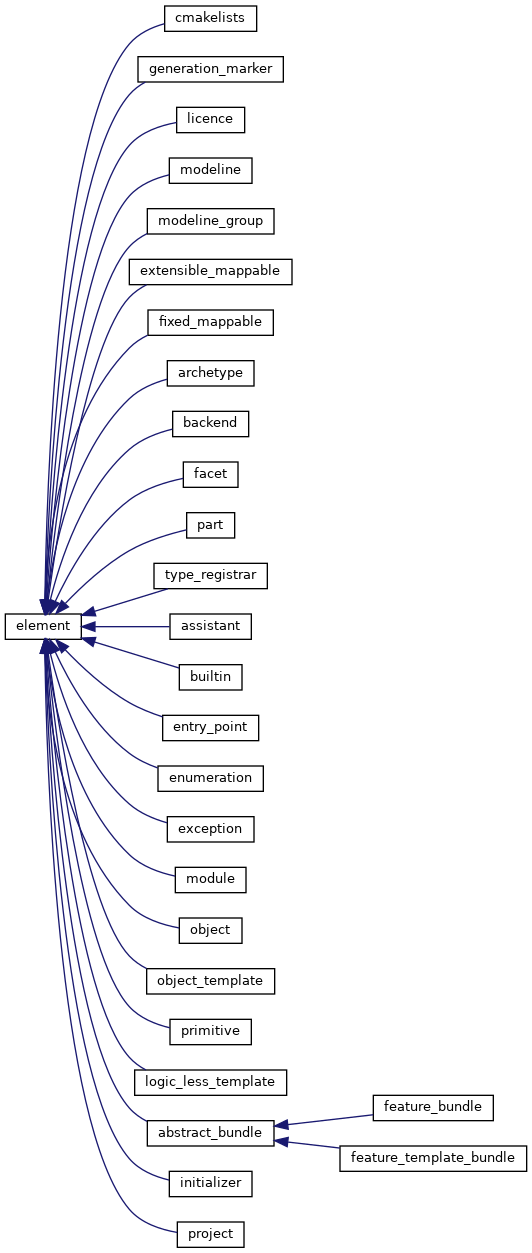 cmakelists
generation_marker
licence
modeline
modeline_group
extensible_mappable
fixed_mappable
archetype
backend
facet
part
type_registrar
element
assistant
builtin
entry_point
enumeration
exception
module
object
object_template
primitive
logic_less_template
abstract_bundle
feature_bundle
feature_template_bundle
initializer
project